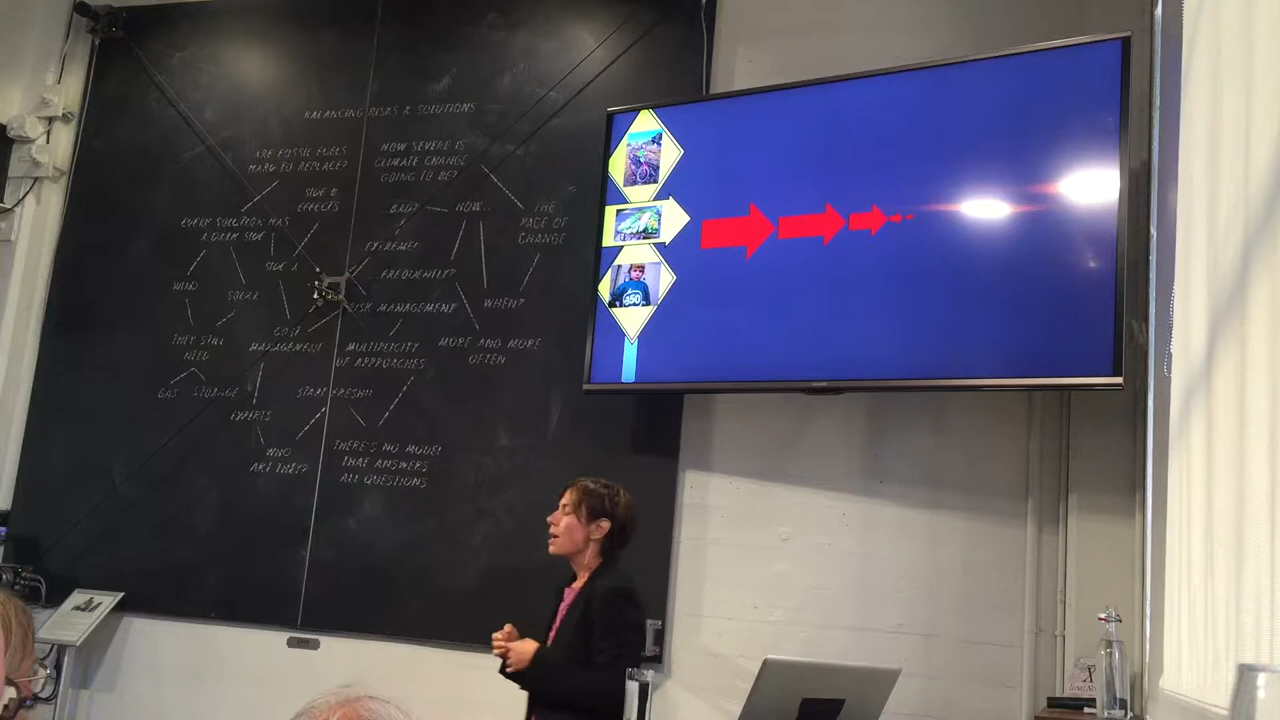 BALANCING RISKS & SOLUTIONS
ARE FOSSIL FUELS
HARD TO REPLACE?
HOW SEVERE IS
CLIMATE CHANGE
GOING TO BE?
SIDE B
EFFECTS
EVERY SOLUTION HAS
A DARK SIDE
...BAD?
HOW...
THE
PACE OF
CHANGE
EXTREME?
SIDE A
FREQUENTLY?
WIND
SOLAR
RISK MANAGEMENT
WHEN?
COST
MANAGEMENT
THEY STILL
NEED
MULTIPLICITY
OF APPROACHES
MORE AND MORE
OFTEN
GAS STORAGE
START FRESH!!
EXPERTS
WHO
ARE THEY?
THERE'S NO MODEL
THAT ANSWERS
ALL QUESTIONS
350